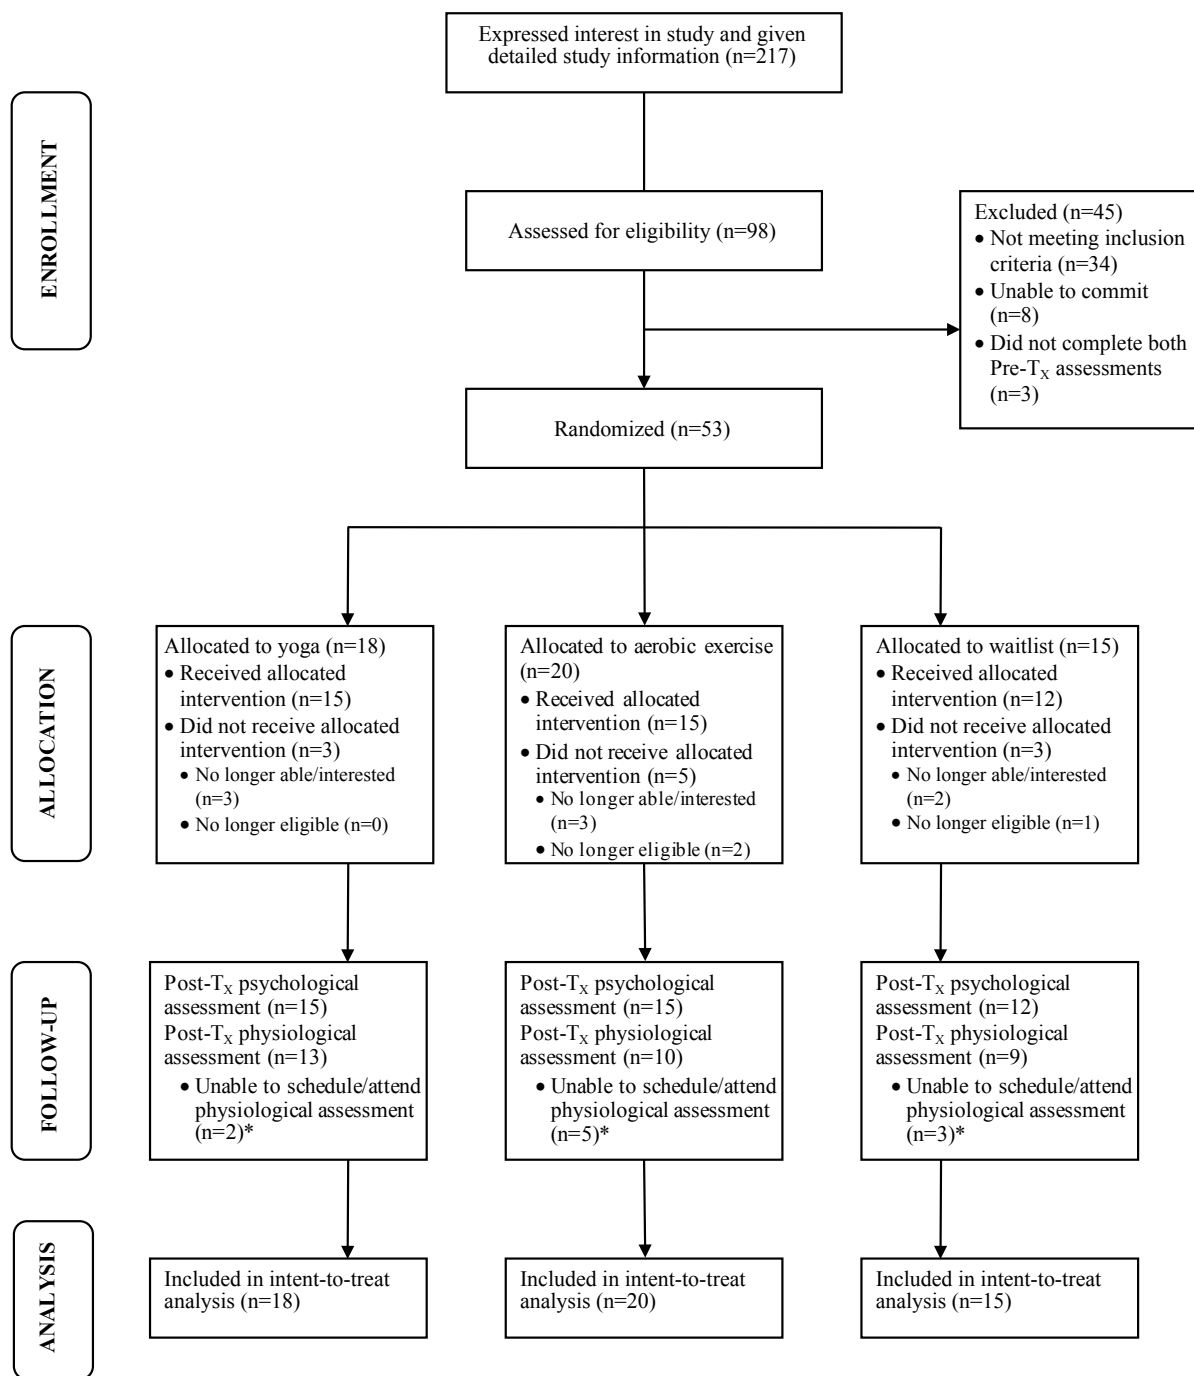 Expressed interest in study and given
detailed study information (n=217)
ENROLLMENT
Assessed for eligibility (n=98)
Excluded (n=45)
• Not meeting inclusion
criteria (n=34)
• Unable to commit
(n=8)
• Did not complete both
Pre-TX assessments
(n=3)
Randomized (n=53)
ALLOCATION
Allocated to yoga (n=18)
• Received allocated
intervention (n=15)
• Did not receive allocated
intervention (n=3)
• No longer able/interested
(n=3)
• No longer eligible (n=0)
Allocated to aerobic exercise
(n=20)
• Received allocated
intervention (n=15)
• Did not receive allocated
intervention (n=5)
• No longer able/interested
(n=3)
• No longer eligible (n=2)
Allocated to waitlist (n=15)
• Received allocated
intervention (n=12)
• Did not receive allocated
intervention (n=3)
• No longer able/interested
(n=2)
• No longer eligible (n=1)
FOLLOW-UP
Post-TX psychological
assessment (n=15)
Post-TX physiological
assessment (n=13)
• Unable to schedule/attend
physiological assessment
(n=2)*
Post-TX psychological
assessment (n=15)
Post-TX physiological
assessment (n=10)
• Unable to schedule/attend
physiological assessment
(n=5)*
Post-TX psychological
assessment (n=12)
Post-TX physiological
assessment (n=9)
• Unable to schedule/attend
physiological assessment
(n=3)*
ANALYSIS
Included in intent-to-treat
analysis (n=18)
Included in intent-to-treat
analysis (n=20)
Included in intent-to-treat
analysis (n=15)